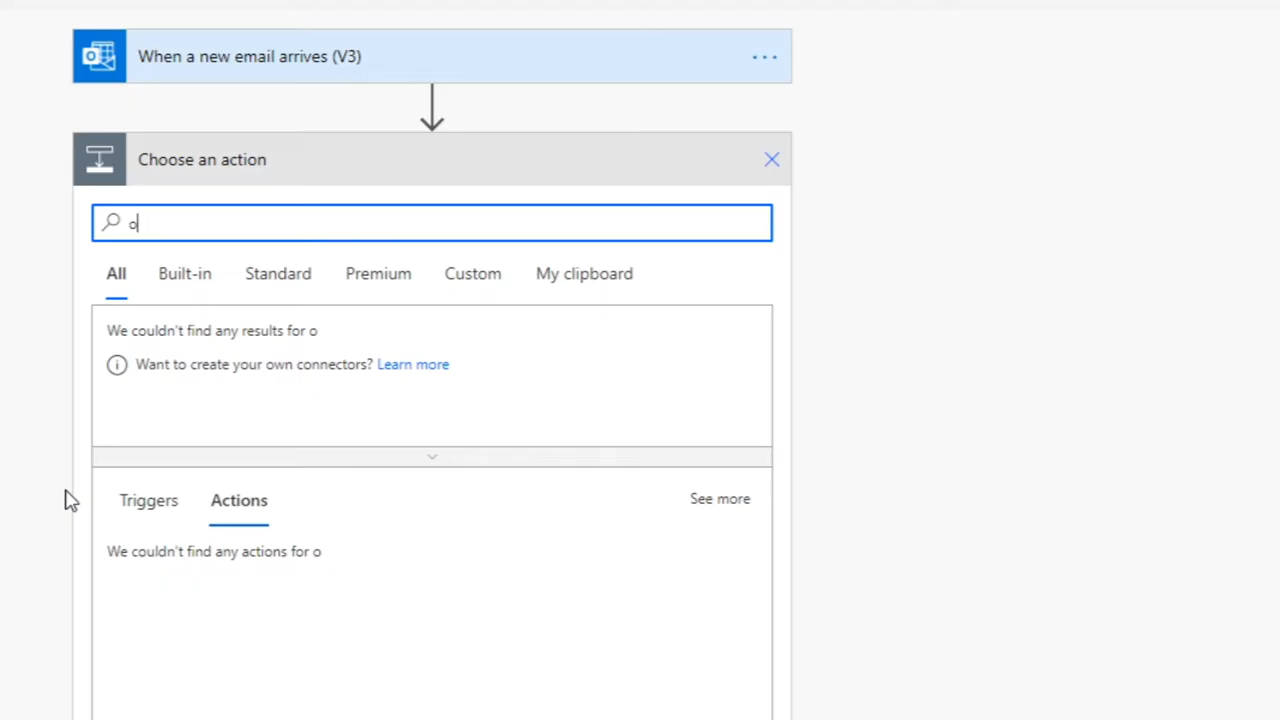 When a new email arrives (V3)
Choose an action
o
All Built-in Standard Premium Custom My clipboard
We couldn't find any results for o
Want to create your own connectors? Learn more
Triggers Actions See more
We couldn't find any actions for o